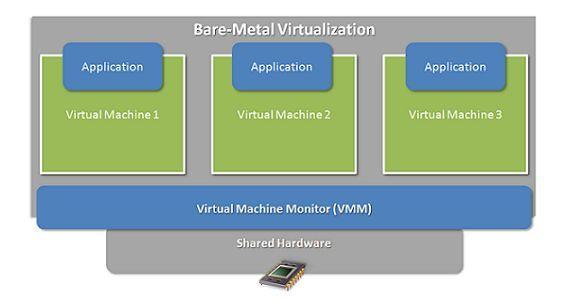 Bare-Metal Virtualization
Application
Application
Application
Virtual Machine 1
Virtual Machine 2
Virtual Machine 3
Virtual Machine Monitor (VMM)
Shared Hardware